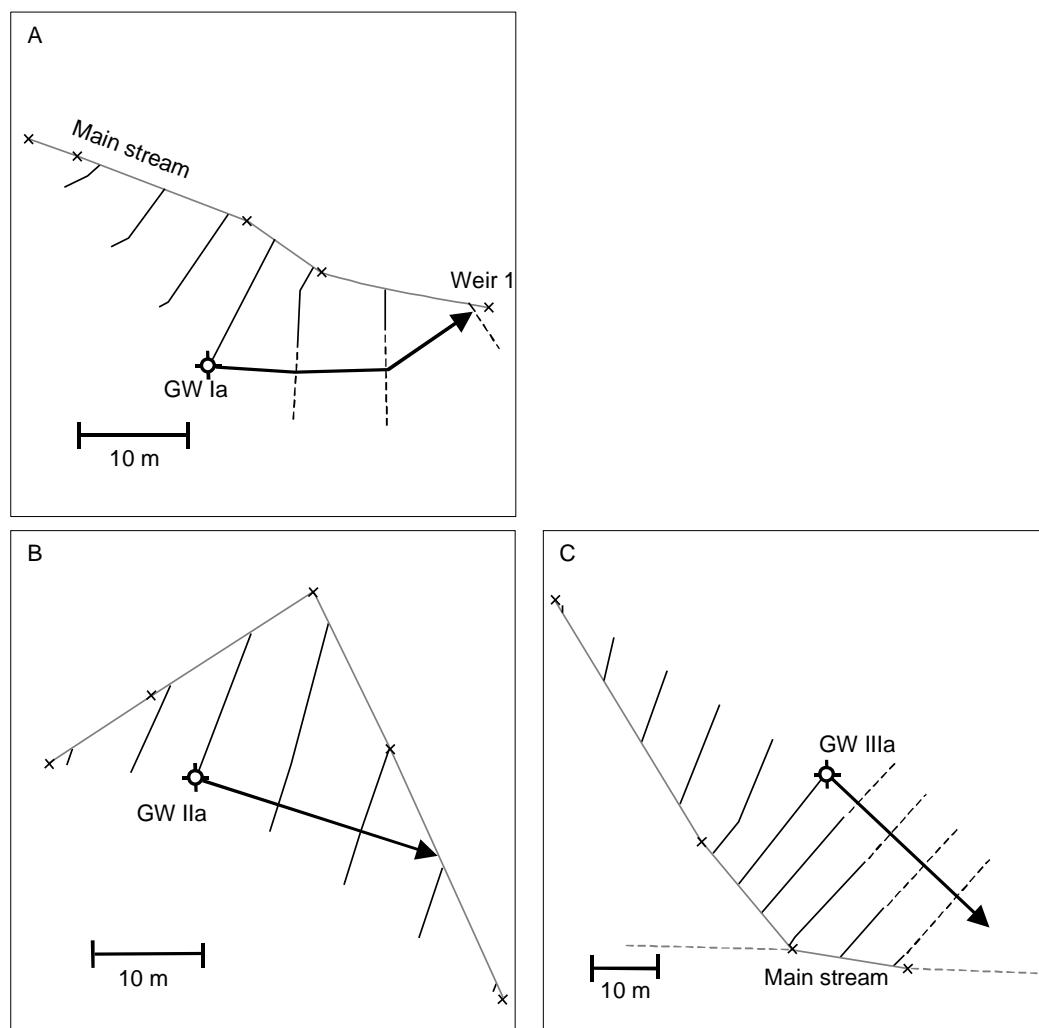 A
Main stream
Weir 1
GW Ia
10 m
B
GW IIa
10 m
C
GW IIIa
Main stream
10 m